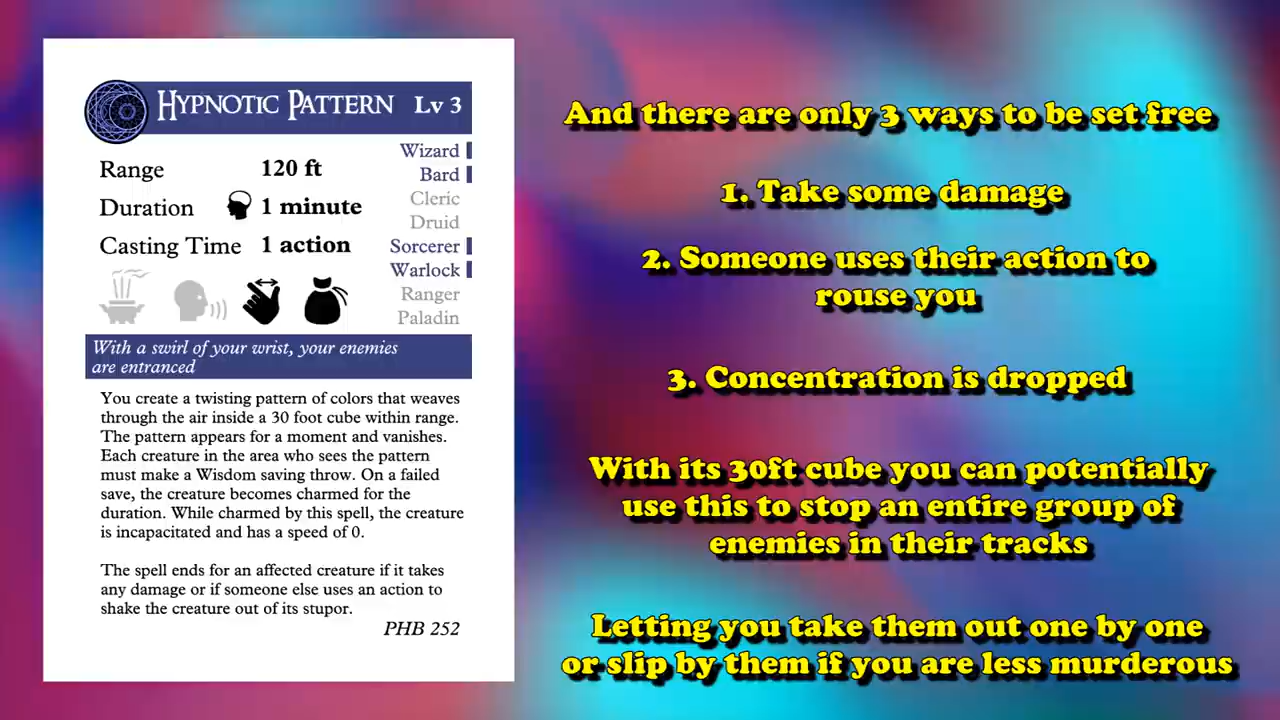 Hypnotic Pattern Lv 3
Range 120 ft
Duration 1 minute
Casting Time 1 action
Wizard
Bard
Cleric
Druid
Sorcerer
Warlock
Ranger
Paladin
With a swirl of your wrist, your enemies
are entranced
You create a twisting pattern of colors that weaves
through the air inside a 30 foot cube within range.
The pattern appears for a moment and vanishes.
Each creature in the area who sees the pattern
must make a Wisdom saving throw. On a failed
save, the creature becomes charmed for the
duration. While charmed by this spell, the creature
is incapacitated and has a speed of 0.
The spell ends for an affected creature if it takes
any damage or if someone else uses an action to
shake the creature out of its stupor.
PHB 252
And there are only 3 ways to be set free
1. Take some damage
2. Someone uses their action to
rouse you
3. Concentration is dropped
With its 30ft cube you can potentially
use this to stop an entire group of
enemies in their tracks
Letting you take them out one by one
or slip by them if you are less murderous